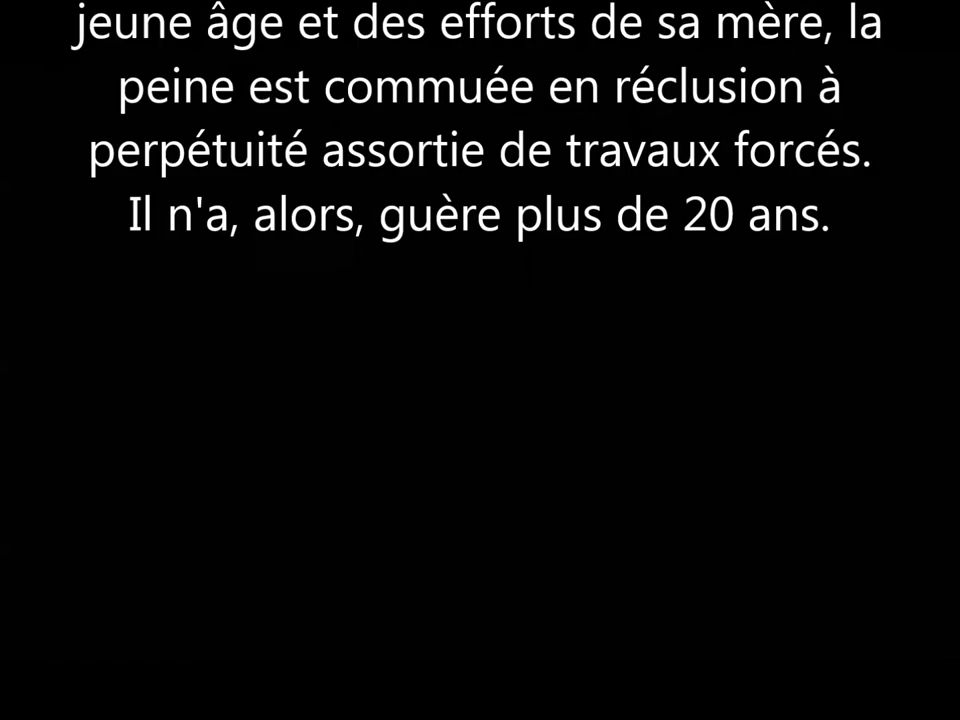 jeune âge et des efforts de sa mère, la
peine est commuée en réclusion à
perpétuité assortie de travaux forcés.
Il n'a, alors, guère plus de 20 ans.